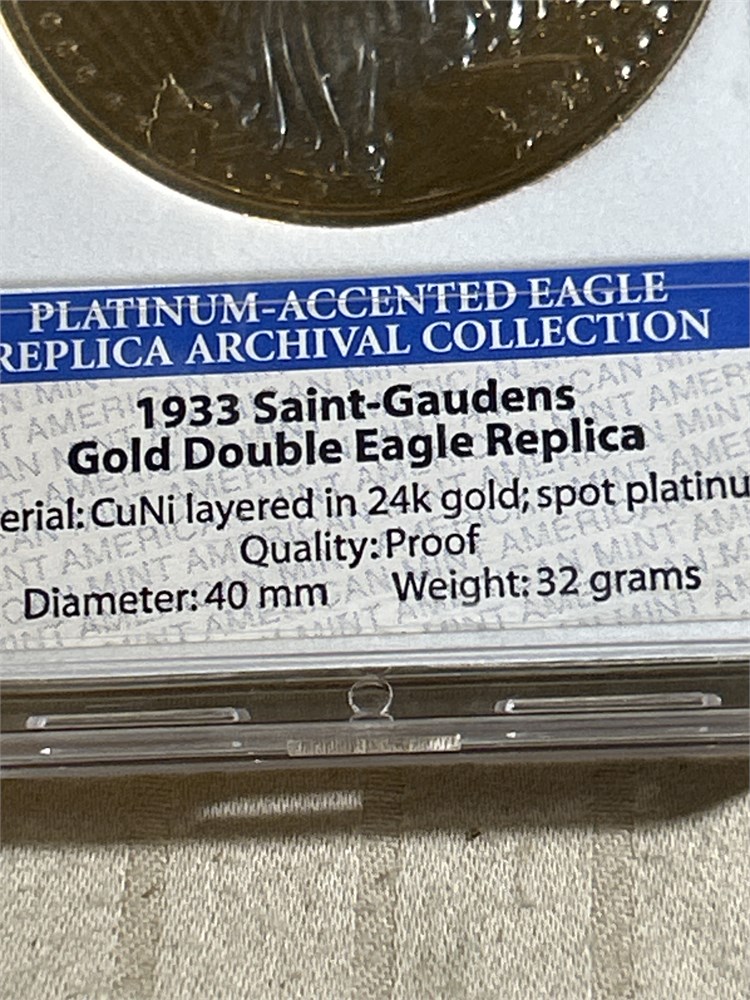 PLATINUM-ACCENTED EAGLE
REPLICA ARCHIVAL COLLECTION
1933 Saint-Gaudens
Gold Double Eagle Replica
erial: CuNi layered in 24k gold; spot platinu
Quality: Proof
Diameter: 40 mm Weight: 32 grams